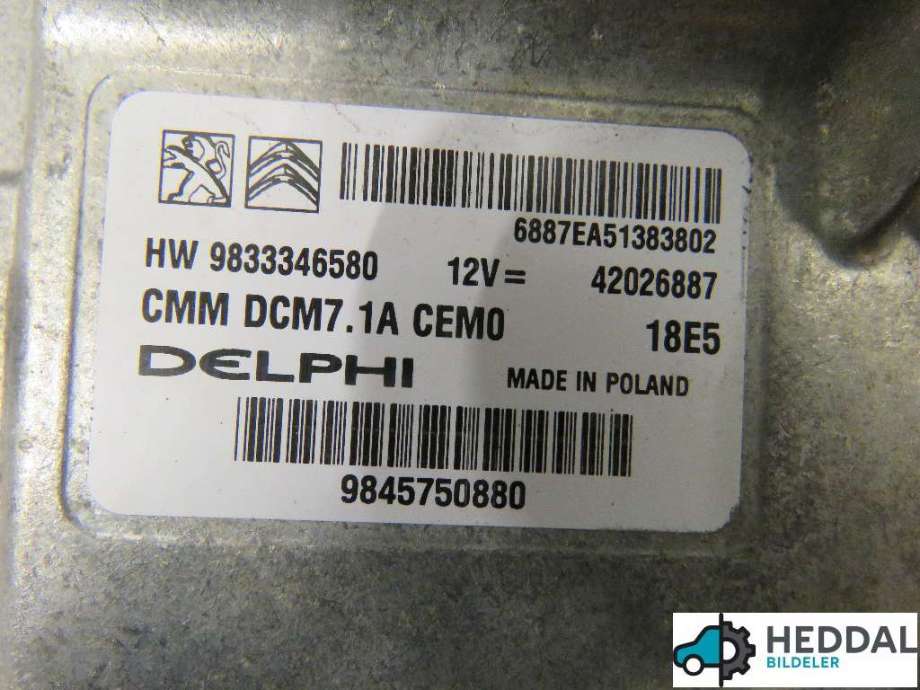 6887EA51383802
HW 9833346580 12V= 42026887
CMM DCM7.1A CEM0 18E5
DELPHI MADE IN POLAND
9845750880
HEDDAL
BILDELER